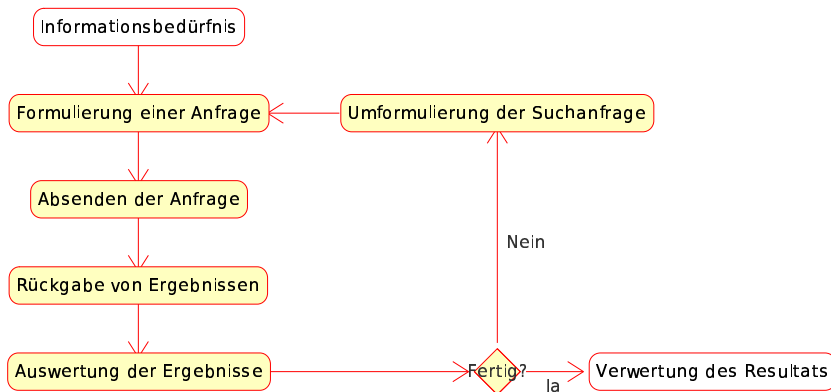 Informationsbedürfnis
Formulierung einer Anfrage
Umformulierung der Suchanfrage
Absenden der Anfrage
Nein
Rückgabe von Ergebnissen
Auswertung der Ergebnisse
Fertig?
Ja
Verwertung des Resultats